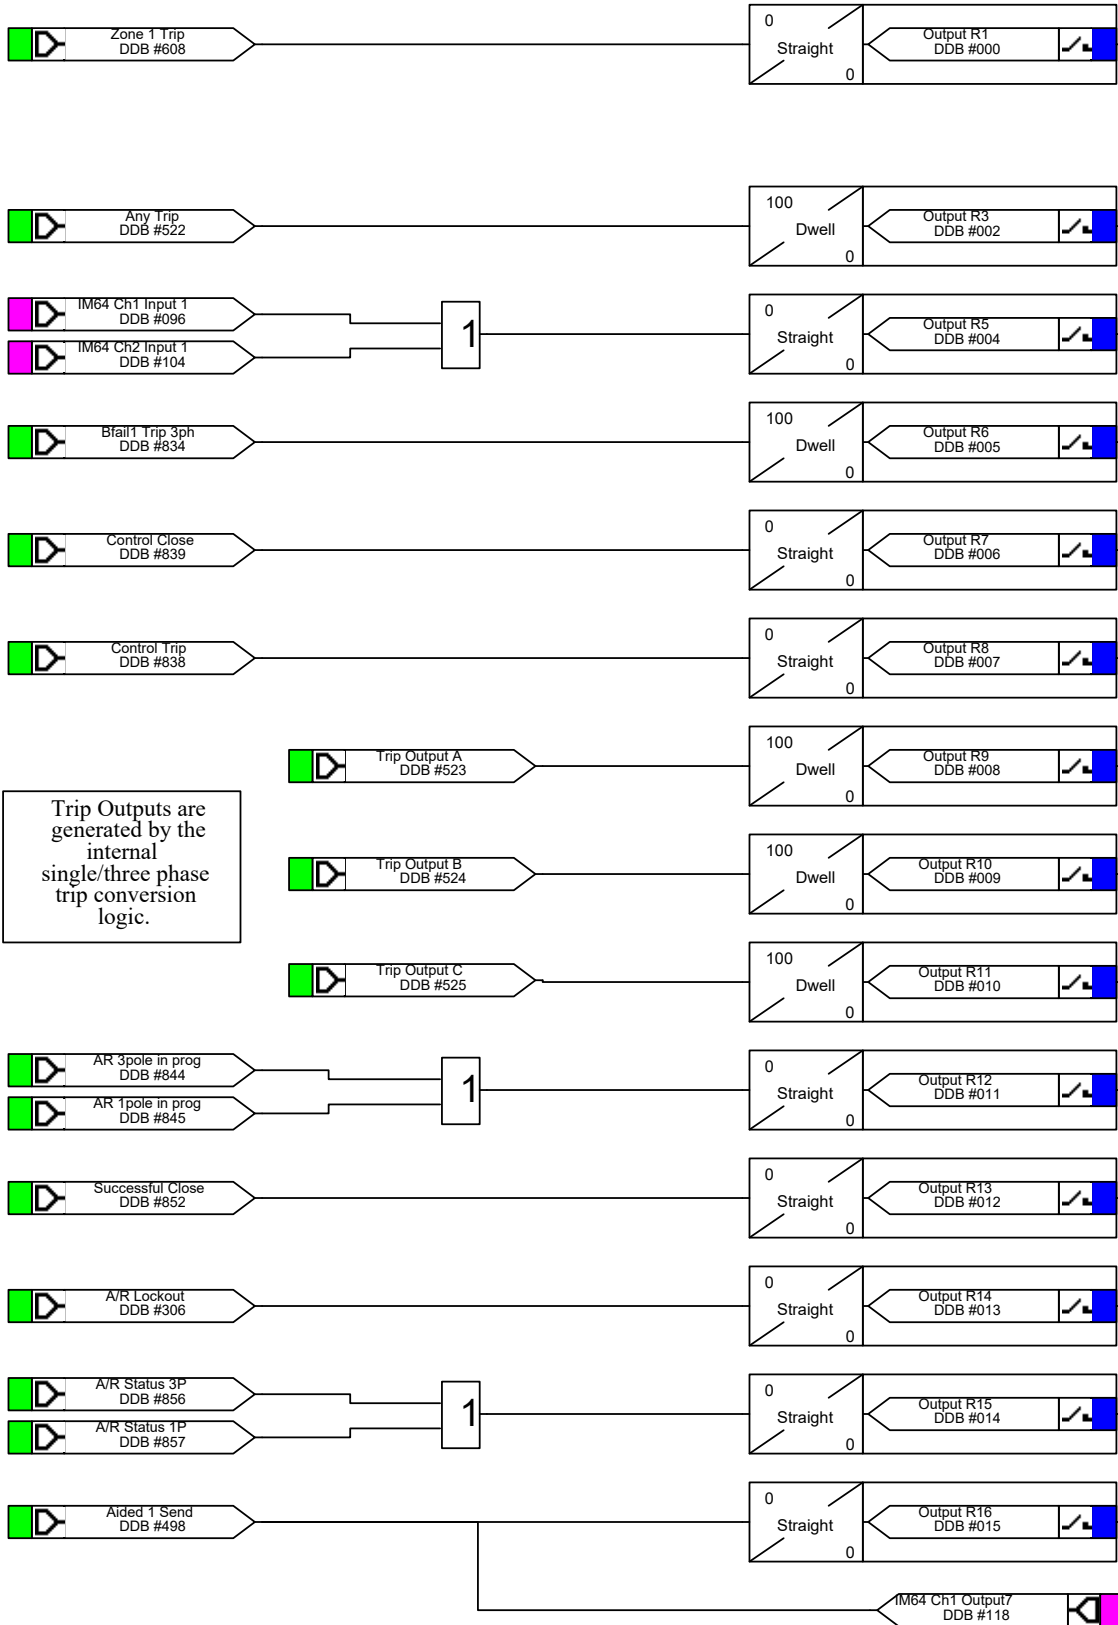 Zone 1 Trip
DDB #608
0
Straight
0
Output R1
DDB #000
Any Trip
DDB #522
100
Dwell
0
Output R3
DDB #002
IM64 Ch1 Input 1
DDB #096
IM64 Ch2 Input 1
DDB #104
1
0
Straight
0
Output R5
DDB #004
Bfail1 Trip 3ph
DDB #834
100
Dwell
0
Output R6
DDB #005
Control Close
DDB #839
0
Straight
0
Output R7
DDB #006
Control Trip
DDB #838
0
Straight
0
Output R8
DDB #007
Trip Output A
DDB #523
100
Dwell
0
Output R9
DDB #008
Trip Outputs are
generated by the
internal
single/three phase
trip conversion
logic.
Trip Output B
DDB #524
100
Dwell
0
Output R10
DDB #009
Trip Output C
DDB #525
100
Dwell
0
Output R11
DDB #010
AR 3pole in prog
DDB #844
AR 1pole in prog
DDB #845
1
0
Straight
0
Output R12
DDB #011
Successful Close
DDB #852
0
Straight
0
Output R13
DDB #012
A/R Lockout
DDB #306
0
Straight
0
Output R14
DDB #013
A/R Status 3P
DDB #856
A/R Status 1P
DDB #857
1
0
Straight
0
Output R15
DDB #014
Aided 1 Send
DDB #498
0
Straight
0
Output R16
DDB #015
IM64 Ch1 Output7
DDB #118